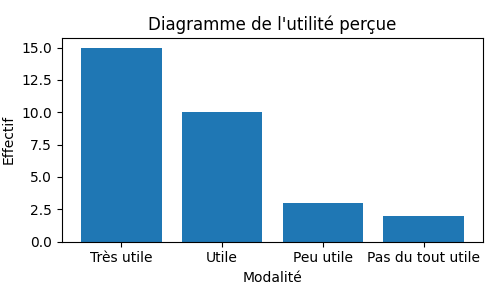 Diagramme de l'utilité perçue
15.0
12.5
10.0
7.5
5.0
2.5
0.0
Effectif
Très utile Utile Peu utile Pas du tout utile
Modalité